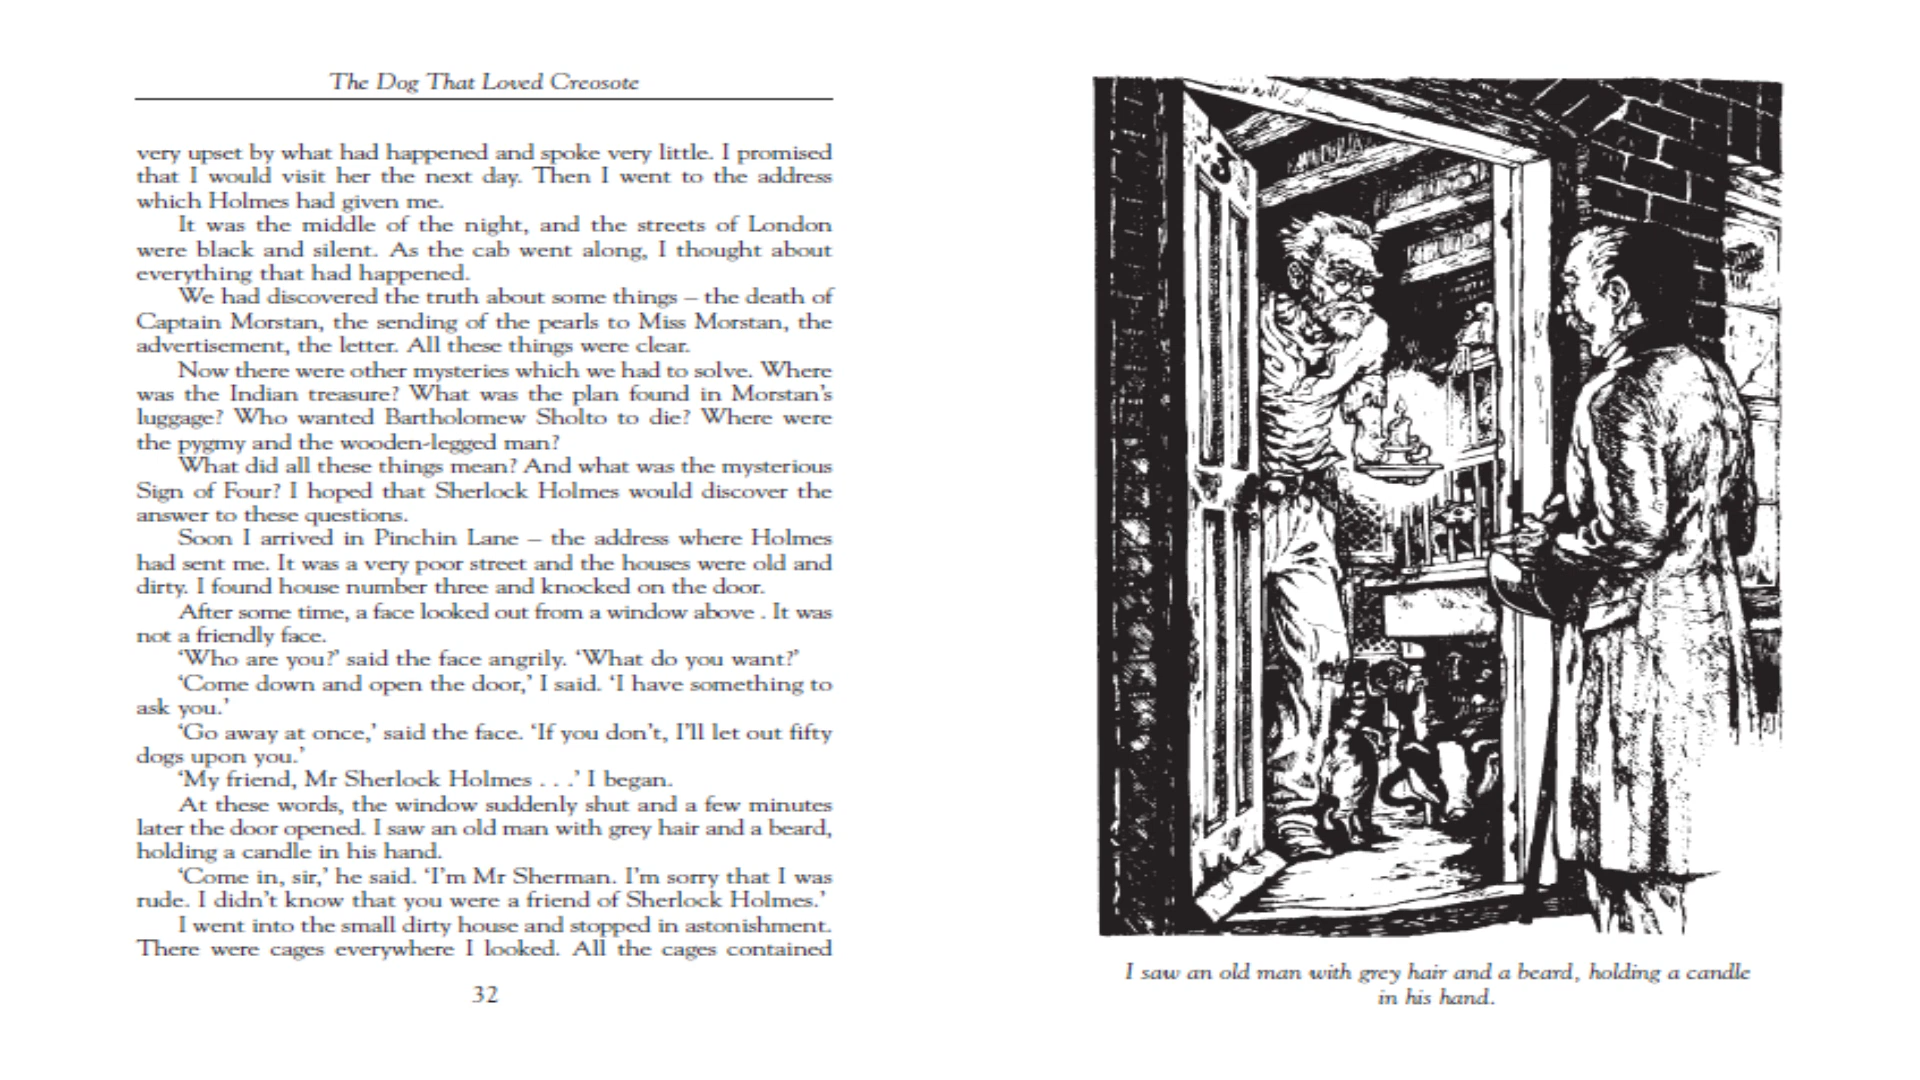 The Dog That Loved Creosote
very upset by what had happened and spoke very little. I promised
that I would visit her the next day. Then I went to the address
which Holmes had given me.
It was the middle of the night, and the streets of London
were black and silent. As the cab went along, I thought about
everything that had happened.
We had discovered the truth about some things – the death of
Captain Morstan, the sending of the pearls to Miss Morstan, the
advertisement, the letter. All these things were clear.
Now there were other mysteries which we had to solve. Where
was the Indian treasure? What was the plan found in Morstan’s
luggage? Who wanted Bartholomew Sholto to die? Where were
the pygmy and the wooden-legged man?
What did all these things mean? And what was the mysterious
Sign of Four? I hoped that Sherlock Holmes would discover the
answer to these questions.
Soon I arrived in Pinchin Lane – the address where Holmes
had sent me. It was a very poor street and the houses were old and
dirty. I found house number three and knocked on the door.
After some time, a face looked out from a window above . It was
not a friendly face.
‘Who are you?’ said the face angrily. ‘What do you want?’
‘Come down and open the door,’ I said. ‘I have something to
ask you.’
‘Go away at once,’ said the face. ‘If you don’t, I’ll let out fifty
dogs upon you.’
‘My friend, Mr Sherlock Holmes . . .’ I began.
At these words, the window suddenly shut and a few minutes
later the door opened. I saw an old man with grey hair and a beard,
holding a candle in his hand.
‘Come in, sir,’ he said. ‘I’m Mr Sherman. I’m sorry that I was
rude. I didn’t know that you were a friend of Sherlock Holmes.’
I went into the small dirty house and stopped in astonishment.
There were cages everywhere I looked. All the cages contained
32
3
I saw an old man with grey hair and a beard, holding a candle
in his hand.